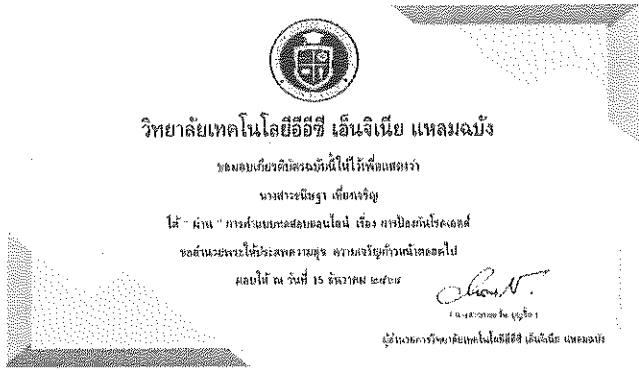 วิทยาลัยเทคโนโลยีอีอีซี เอ็นจิเนีย แหลมฉบัง
ขอมอบเกียรติบัตรฉบับนี้ให้ไว้เพื่อแสดงว่า
นางสาวชนิษฐา
ได้ " ผ่าน " การทำแบบทดสอบออนไลน์ เรื่อง การป้องกันโรคเอดส์
ขออำนวยพรให้ประสพความสุข ความเจริญก้าวหน้าตลอดไป
มอบให้ ณ วันที่ 15 ธันวาคม
ผู้อำนวยการวิทยาลัยเทคโนโลยีอีอีซี เอ็นจิเนีย แหลมฉบัง